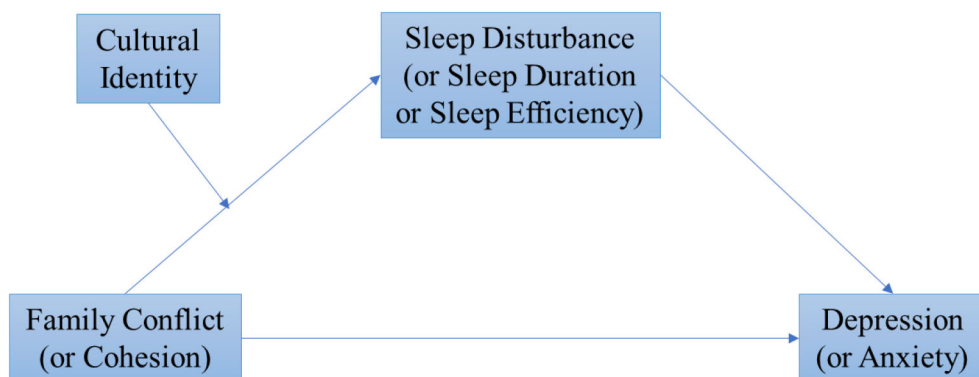 Cultural
Identity
Sleep Disturbance
(or Sleep Duration
or Sleep Efficiency)
Family Conflict
(or Cohesion)
Depression
(or Anxiety)